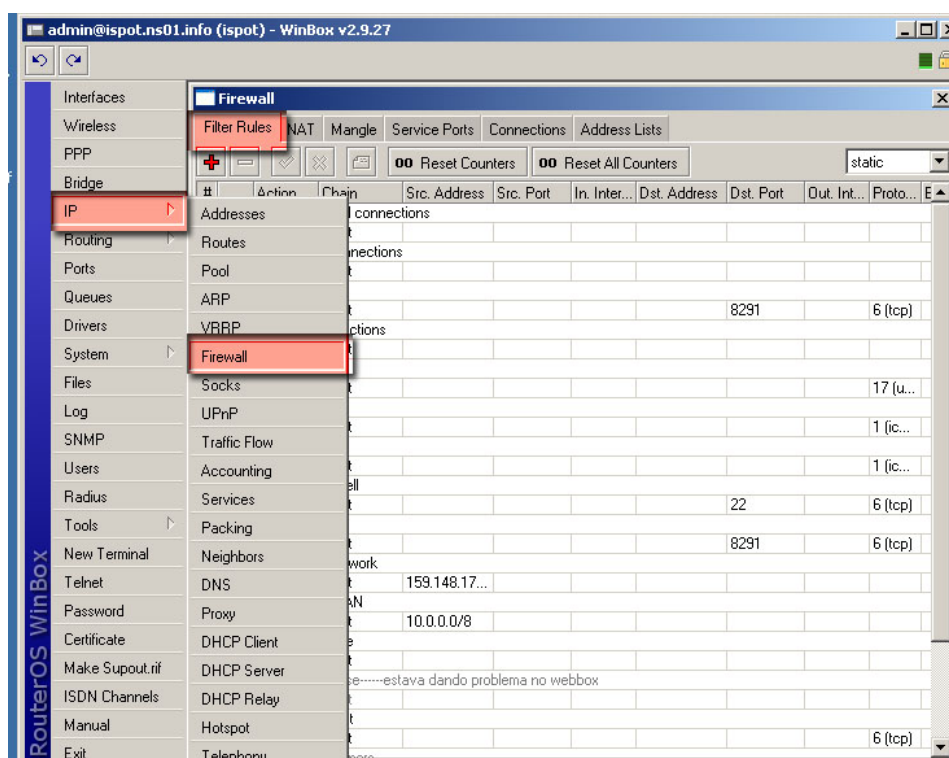 admin@ispot.ns01.info (ispot) - WinBox v2.9.27
Interfaces
Wireless
PPP
Bridge
IP
Routing
Ports
Queues
Drivers
System
Files
Log
SNMP
Users
Radius
Tools
New Terminal
Telnet
Password
Certificate
Make Supout.rif
ISDN Channels
Manual
Exit
RouterOS WinBox
Firewall
Filter Rules NAT Mangle Service Ports Connections Address Lists
00 Reset Counters 00 Reset All Counters static
# Action Chain Src. Address Src. Port In. Inter... Dst. Address Dst. Port Out. Int... Proto...
Addresses
Routes
Pool
ARP
VRRP
Firewall
Socks
UPnP
Traffic Flow
Accounting
Services
Packing
Neighbors
DNS
Proxy
DHCP Client
DHCP Server
DHCP Relay
Hotspot
Telephony
connections
8291 6 (tcp)
17 (u...
1 (ic...
1 (ic...
22 6 (tcp)
8291 6 (tcp)
159.148.17...
10.0.0.0/8
se------estava dando problema no webbox
6 (tcp)